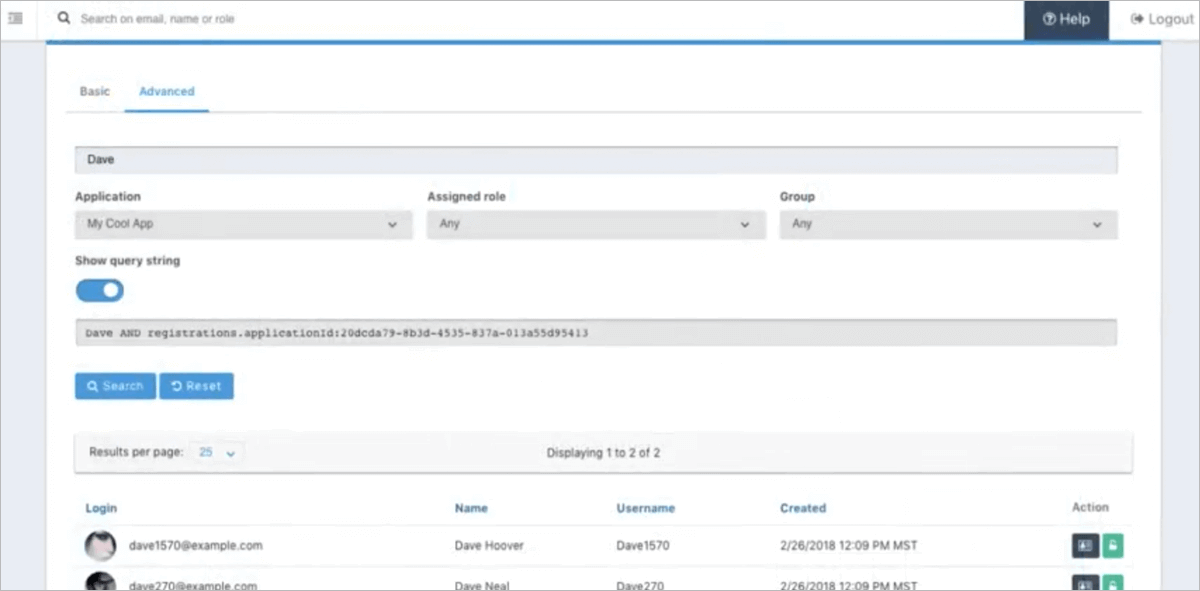 Search on email, name or role
Help
Logout
Basic Advanced
Dave
Application Assigned role Group
My Cool App Any Any
Show query string
Dave AND registrations.applicationId:20dcda79-8b3d-4535-837a-013a55d95413
Search Reset
Results per page: 25 Displaying 1 to 2 of 2
Login Name Username Created Action
dave1570@example.com Dave Hoover Dave1570 2/26/2018 12:09 PM MST
dave270@example.com Dave Neal Dave270 2/26/2018 12:09 PM MST